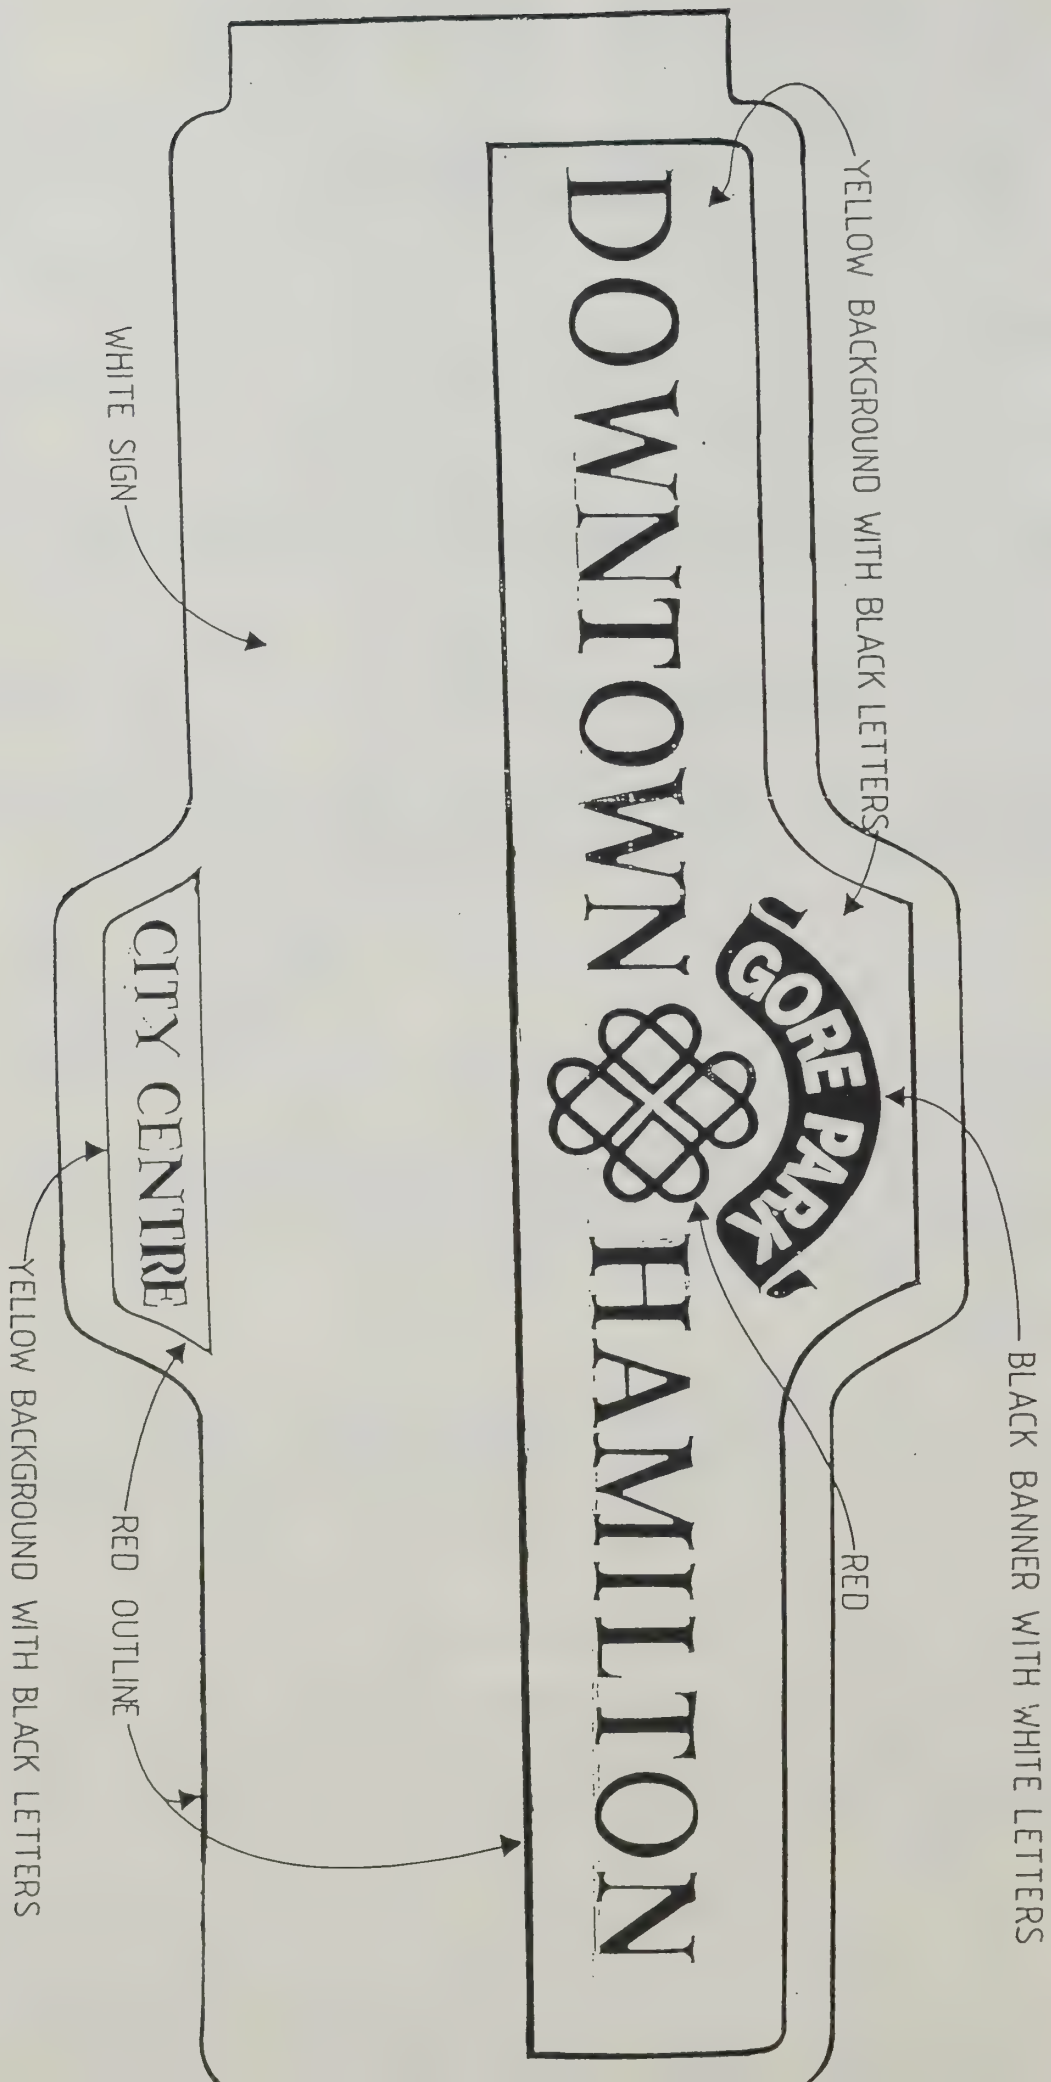 BLACK BANNER WITH WHITE LETTERS
YELLOW BACKGROUND WITH BLACK LETTERS
RED
GORE PARK
DOWNTOWN HAMILTON
CITY CENTRE
WHITE SIGN
RED OUTLINE
YELLOW BACKGROUND WITH BLACK LETTERS